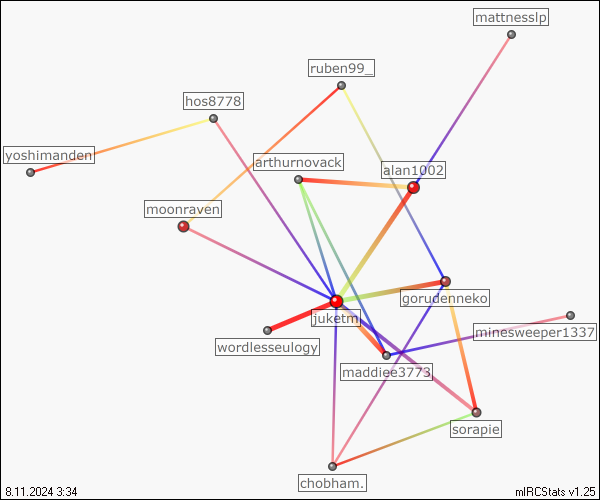 mattnesslp
ruben99_
hos8778
yoshimanden
arthurnovack
alan1002
moonraven
gorudenneko
juketm
minesweeper1337
wordlesseulogy
maddiee3773
sorapie
chobham.
8.11.2024 3:34
mIRCStats v1.25